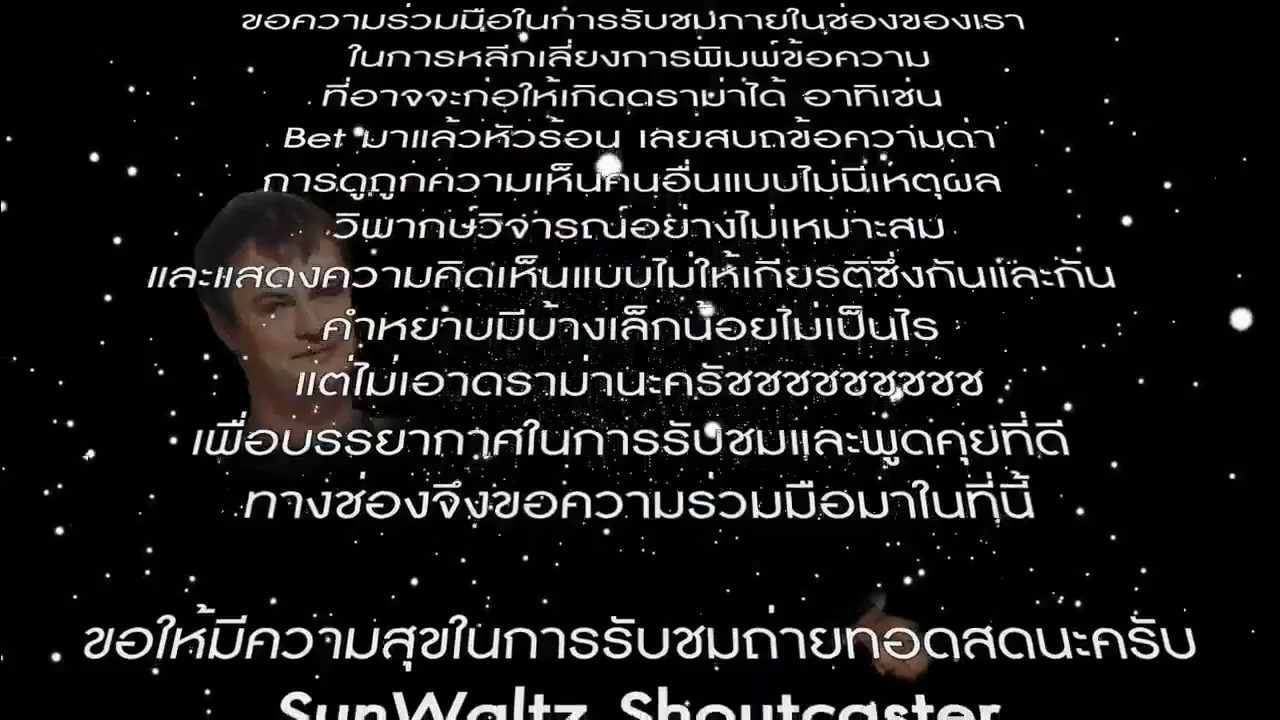 ขอความร่วมมือในการรับชมภายในช่องของเรา
ในการหลีกเลี่ยงการพิมพ์ข้อความ
ที่อาจจะก่อให้เกิดดราม่าได้ อาทิเช่น
Bet มาแล้วหัวร้อน เลยสบถข้อความด่า
การดูถูกความเห็นคนอื่นแบบไม่มีเหตุผล
วิพากษ์วิจารณ์อย่างไม่เหมาะสม
และแสดงความคิดเห็นแบบไม่ให้เกียรติซึ่งกันและกัน
คำหยาบมีบ้างเล็กน้อยไม่เป็นไร
แต่ไม่เอาดราม่านะครัชชชชชชชชชช
เพื่อบรรยากาศในการรับชมและพูดคุยที่ดี
ทางช่องจึงขอความร่วมมือมาในที่นี้
ขอให้มีความสุขในการรับชมถ่ายทอดสดนะครับ
SunWaltz Shoutcaster